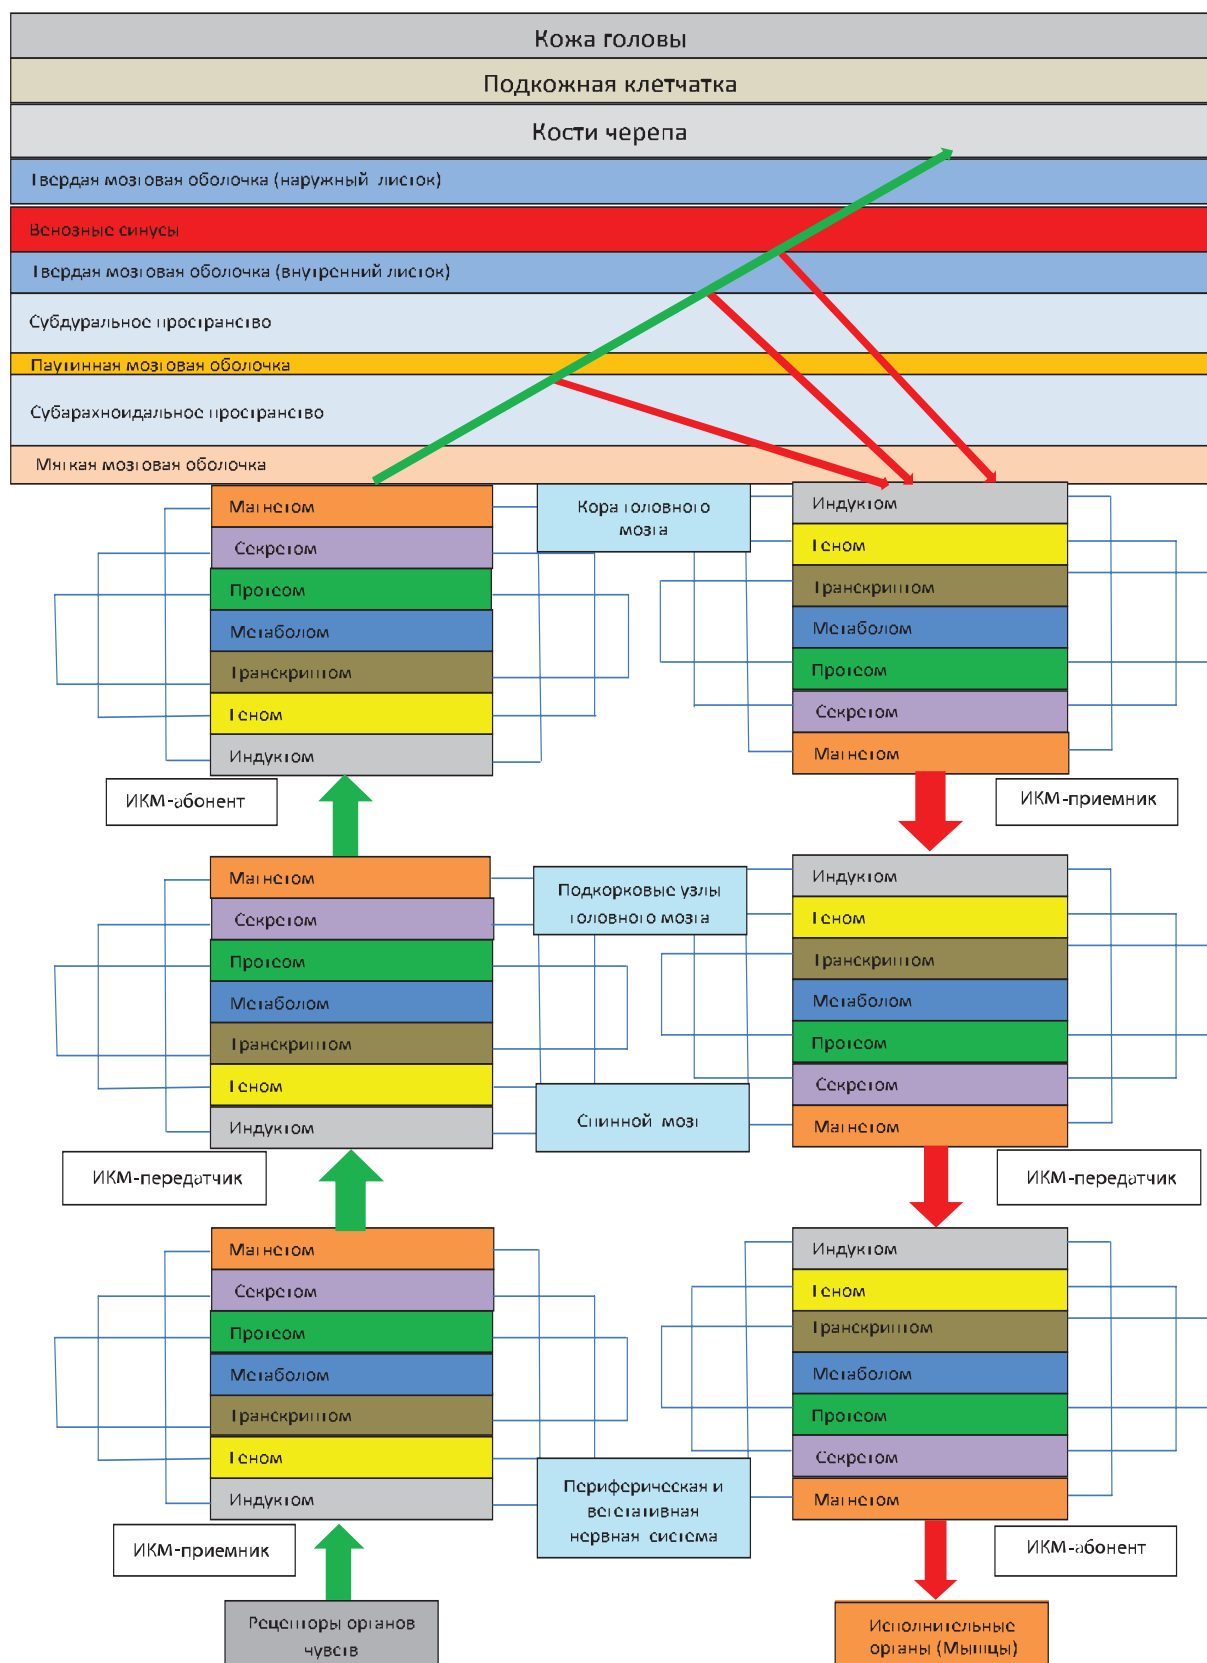 Кожа головы
Подкожная клетчатка
Кости черепа
Твердая мозговая оболочка (наружный листок)
Венозные синусы
Твердая мозговая оболочка (внутренний листок)
Субдуральное пространство
Паутинная мозговая оболочка
Субарахноидальное пространство
Мягкая мозговая оболочка
Магнетом
Секретом
Протеом
Метаболом
Транскриптом
Геном
Индуктом
ИКМ-абонент
Кора головного
мозга
Индуктом
Геном
Транскриптом
Метаболом
Протеом
Секретом
Магнетом
ИКМ-приемник
Магнетом
Секретом
Протеом
Метаболом
Транскриптом
Геном
Индуктом
ИКМ-передатчик
Подкорковые узлы
головного мозга
Спинной мозг
Индуктом
Геном
Транскриптом
Метаболом
Протеом
Секретом
Магнетом
ИКМ-передатчик
Магнетом
Секретом
Протеом
Метаболом
Транскриптом
Геном
Индуктом
ИКМ-приемник
Периферическая и
вегетативная
нервная система
Индуктом
Геном
Транскриптом
Метаболом
Протеом
Секретом
Магнетом
ИКМ-абонент
Рецепторы органов
чувств
Исполнительные
органы (Мышцы)